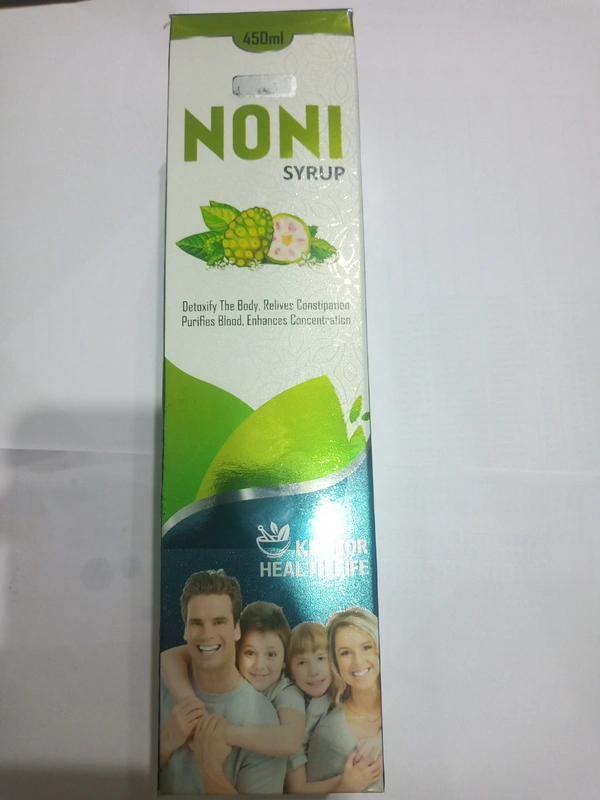 450ml
NONI
SYRUP
Detoxify The Body, Relives Constipation
Purifies Blood, Enhances Concentration
HEALTH LIFE